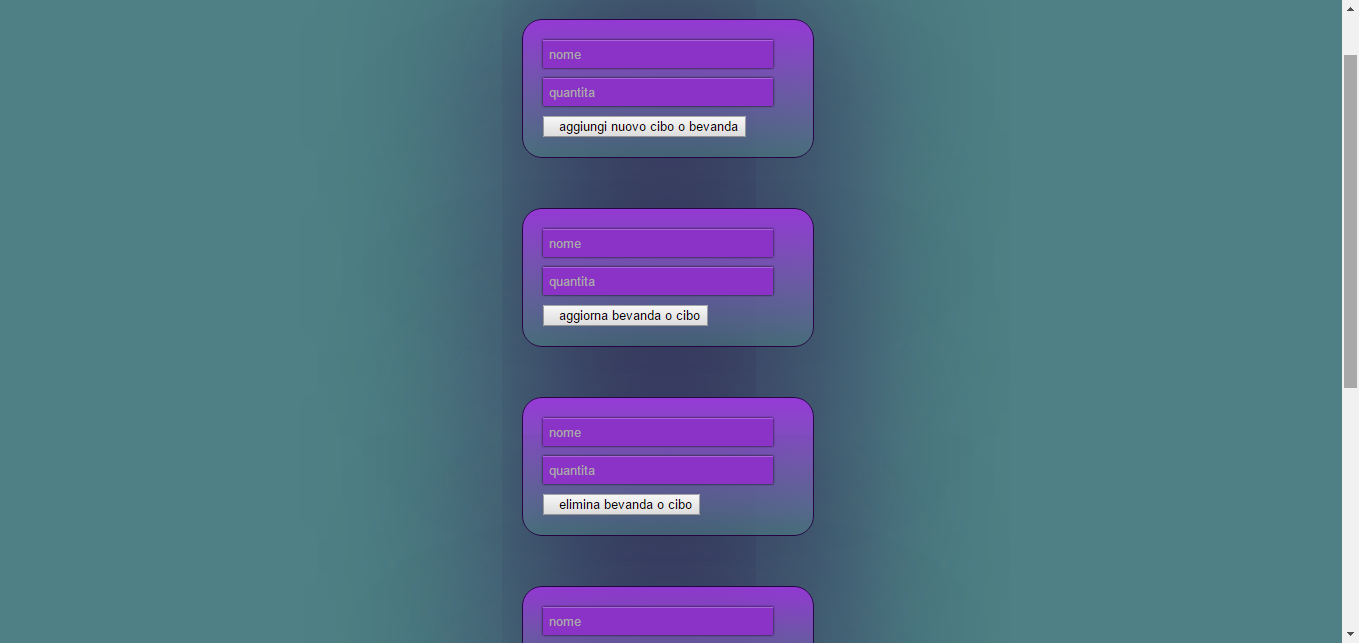 nome
quantita
aggiungi nuovo cibo o bevanda
nome
quantita
aggiorna bevanda o cibo
nome
quantita
elimina bevanda o cibo
nome